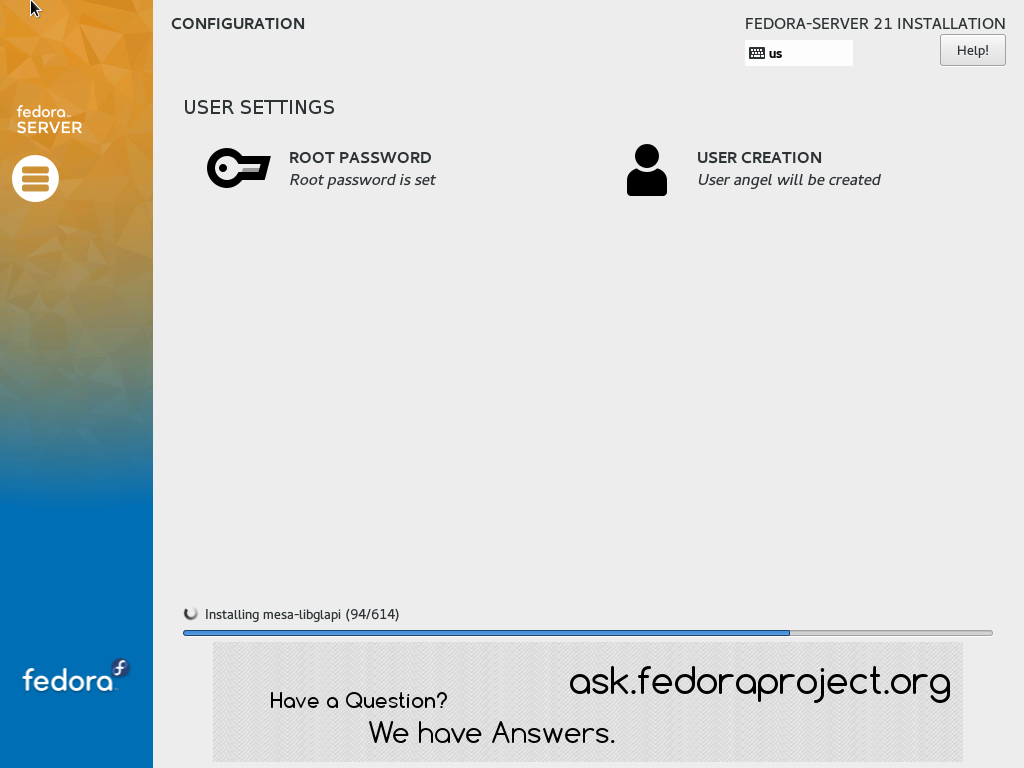 CONFIGURATION
FEDORA-SERVER 21 INSTALLATION
us
Help!
fedora
SERVER
USER SETTINGS
ROOT PASSWORD
Root password is set
USER CREATION
User angel will be created
Installing mesa-libglapi (94/614)
fedora
ask.fedoraproject.org
Have a Question?
We have Answers.